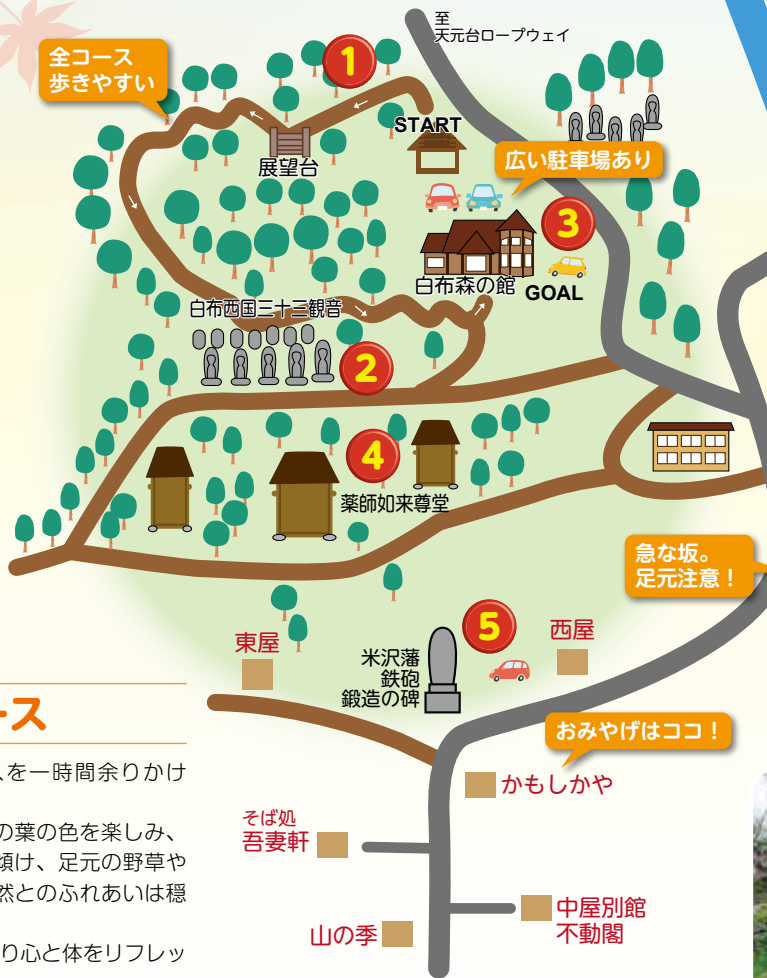 至
天元台ロープウェイ
全コース
歩きやすい
1
START
展望台
広い駐車場あり
3
白布森の館
GOAL
白布西国三十三観音
2
4
薬師如来尊堂
急な坂。
足元注意！
5
東屋
西屋
米沢藩
鉄砲
鍛造の碑
おみやげはココ！
かもしかや
そば処
吾妻軒
中屋別館
不動閣
山の季
ース
を一時間余りかけ
の葉の色を楽しみ、
傾け、足元の野草や
然とのふれあいは穏
り心と体をリフレッ